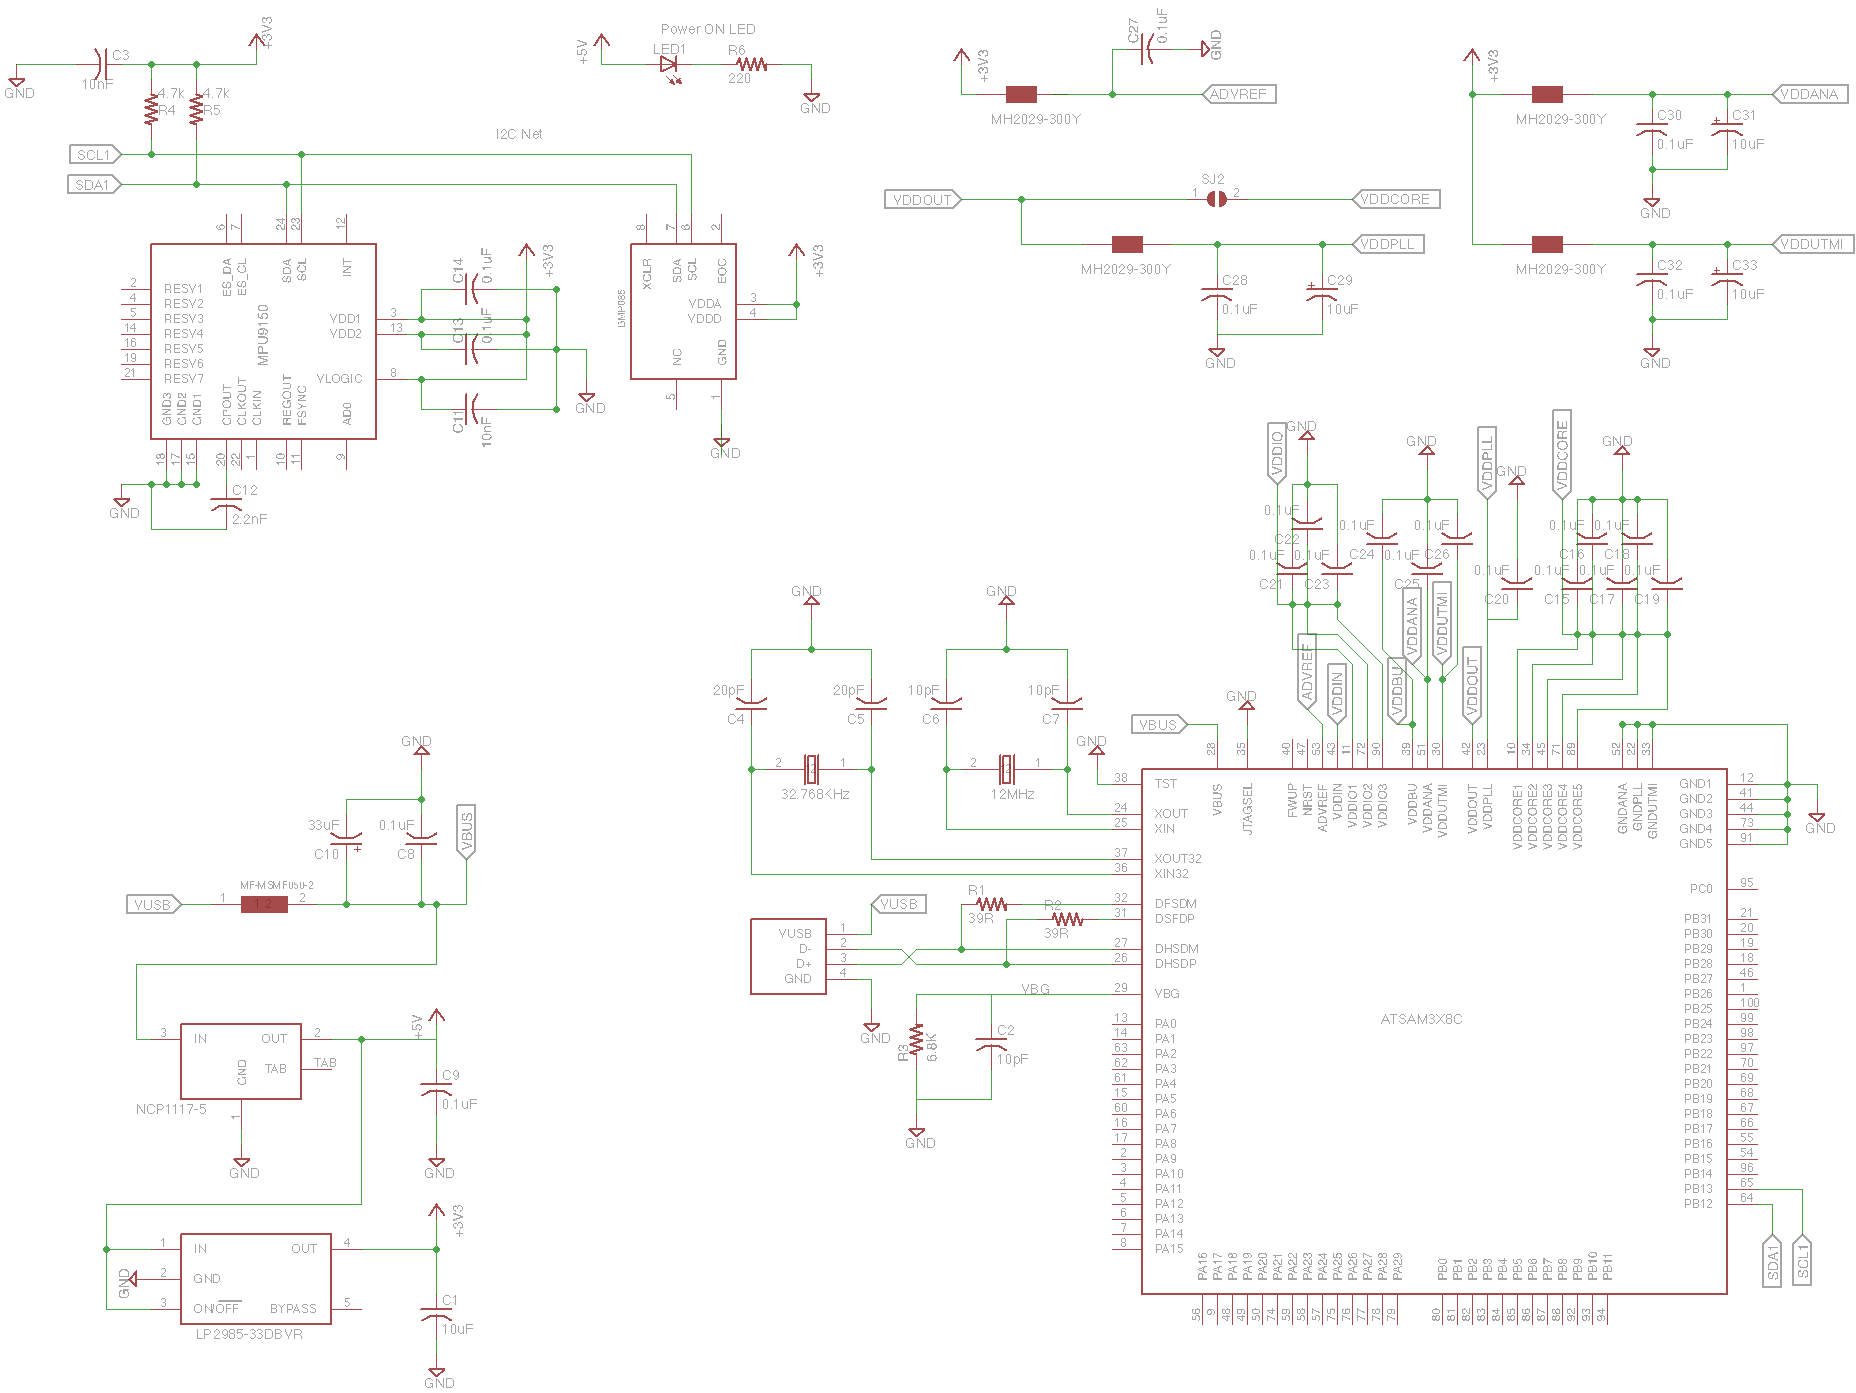 C3
10nF
GND
+3V3
4.7k
R4
4.7k
R5
I2C Net
SCL1
SDA1
+5V
Power ON LED
LED1
R6
220
GND
+3V3
MH2029-300Y
C27
0.1uF
GND
ADVREF
+3V3
MH2029-300Y
VDDANA
C30
0.1uF
C31
10uF
GND
MH2029-300Y
VDDUTMI
C32
0.1uF
C33
10uF
GND
VDDOUT
1
SJ2
2
VDDCORE
MH2029-300Y
VDDPLL
C28
0.1uF
C29
10uF
GND
MPU9150
6
7
24
23
12
ES_DA
ES_CL
SDA
SCL
INT
2 RESV1
4 RESV2
5 RESV3
14 RESV4
16 RESV5
19 RESV6
21 RESV7
VDD1 3
VDD2 13
VLOGIC 8
GND3
GND2
GND1
CPOUT
CLKOUT
CLKIN
REGOUT
FSYNC
AD0
18
17
15
20
22
1
10
11
9
GND
C12
2.2nF
C14
0.1uF
C13
0.1uF
C11
10nF
+3V3
GND
BMP085
8
7
6
2
XCLR
SDA
SCL
EOC
VDDA 3
VDDD 4
NC
GND
5
1
+3V3
GND
VDDIO
GND
0.1uF
C22
0.1uF
C21
0.1uF
C23
GND
0.1uF
C24
0.1uF
C25
0.1uF
C26
VDDPLL
GND
0.1uF
C20
VDDCORE
GND
0.1uF
C16
0.1uF
C18
0.1uF
C15
0.1uF
C17
0.1uF
C19
ADVREF
VDDIN
VDDBU
VDDANA
VDDUTMI
VDDOUT
GND
20pF
C4
20pF
C5
2
1
32.768KHz
GND
10pF
C6
10pF
C7
2
1
12MHz
VBUS
GND
GND
GND
33uF
C10
0.1uF
C8
VBUS
VUSB
1
MF-MSMF050-2
1 2
2
3 IN
OUT 2
GND
TAB
TAB
1
NCP1117-5
GND
+5V
C9
0.1uF
GND
1 IN
OUT 4
2 GND
GND
3 ON/OFF
BYPASS 5
LP2985-33DBVR
+3V3
C1
10uF
GND
VUSB
VUSB 1
D- 2
D+ 3
GND 4
GND
R1
39R
R2
39R
VBG
R3
6.8K
C2
10pF
GND
ATSAM3X8C
28
35
40
47
53
43
11
72
90
39
51
30
42
23
10
34
45
71
89
52
22
33
VBUS
JTAGSEL
FWUP
NRST
ADVREF
VDDIN
VDDIO1
VDDIO2
VDDIO3
VDDBU
VDDANA
VDDUTMI
VDDOUT
VDDPLL
VDDCORE1
VDDCORE2
VDDCORE3
VDDCORE4
VDDCORE5
GNDANA
GNDPLL
GNDUTMI
38 TST
24 XOUT
25 XIN
37 XOUT32
36 XIN32
32 DFSDM
31 DSFDP
27 DHSDM
26 DHSDP
29 VBG
13 PA0
14 PA1
63 PA2
62 PA3
61 PA4
15 PA5
60 PA6
16 PA7
17 PA8
2 PA9
3 PA10
4 PA11
5 PA12
6 PA13
7 PA14
8 PA15
GND1 12
GND2 41
GND3 44
GND4 73
GND5 91
GND
PC0 95
PB31 21
PB30 20
PB29 19
PB28 18
PB27 46
PB26 1
PB25 100
PB24 99
PB23 98
PB22 97
PB21 70
PB20 69
PB19 68
PB18 67
PB17 66
PB16 55
PB15 54
PB14 96
PB13 65
PB12 64
SDA1
SCL1
PA16
PA17
PA18
PA19
PA20
PA21
PA22
PA23
PA24
PA25
PA26
PA27
PA28
PA29
PB0
PB1
PB2
PB3
PB4
PB5
PB6
PB7
PB8
PB9
PB10
PB11
56
9
48
49
50
74
59
58
57
75
76
77
78
79
80
81
82
83
84
85
86
87
88
92
93
94